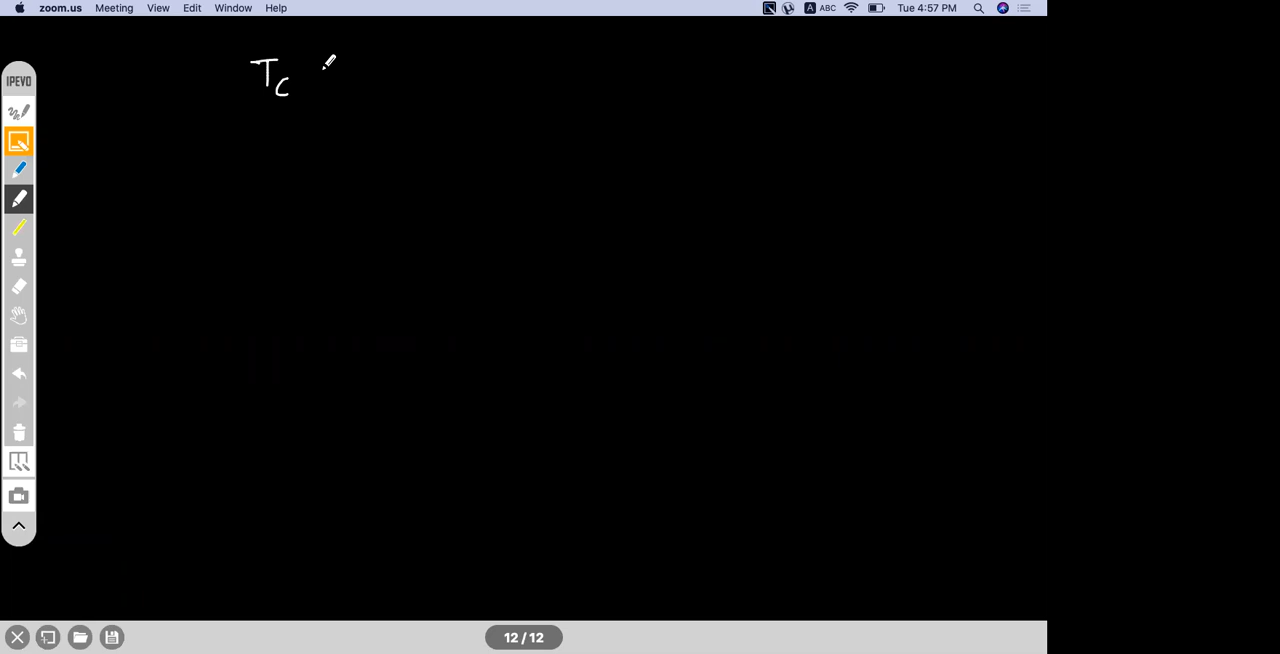 zoom.us Meeting View Edit Window Help A ABC Tue 4:57 PM
IPEVO
Tc
12/12